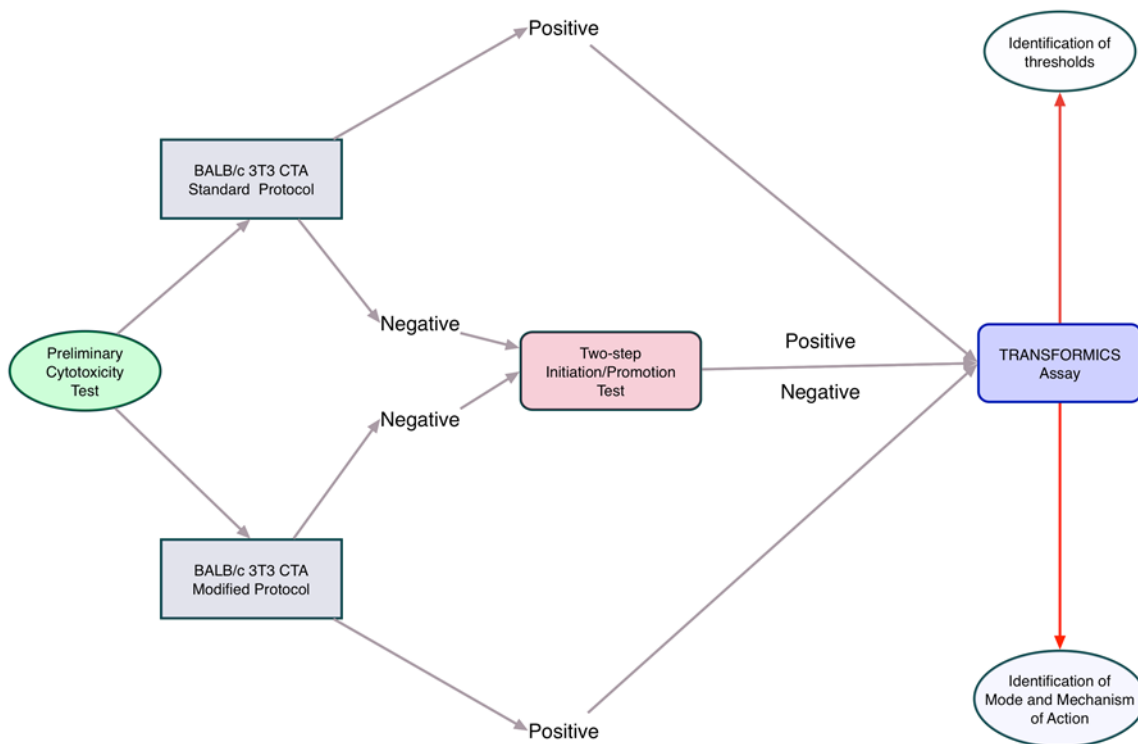 Positive
Identification of
thresholds
BALB/c 3T3 CTA
Standard Protocol
Negative
Preliminary
Cytotoxicity
Test
Two-step
Initiation/Promotion
Test
Positive
Negative
TRANSFORMICS
Assay
Negative
BALB/c 3T3 CTA
Modified Protocol
Identification of
Mode and Mechanism
of Action
Positive